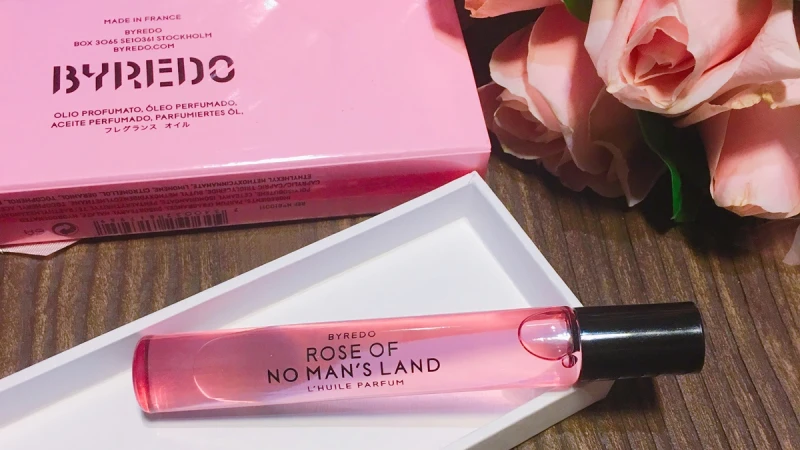 MADE IN FRANCE
BYREDO
BOX 3065 SE10361 STOCKHOLM
BYREDO.COM
BYREDO
OLIO PROFUMATO, ÓLEO PERFUMADO,
ACEITE PERFUMADO, PARFUMIERTES ÖL,
フレグランス オイル
BYREDO
ROSE OF
NO MAN'S LAND
L'HUILE PARFUM